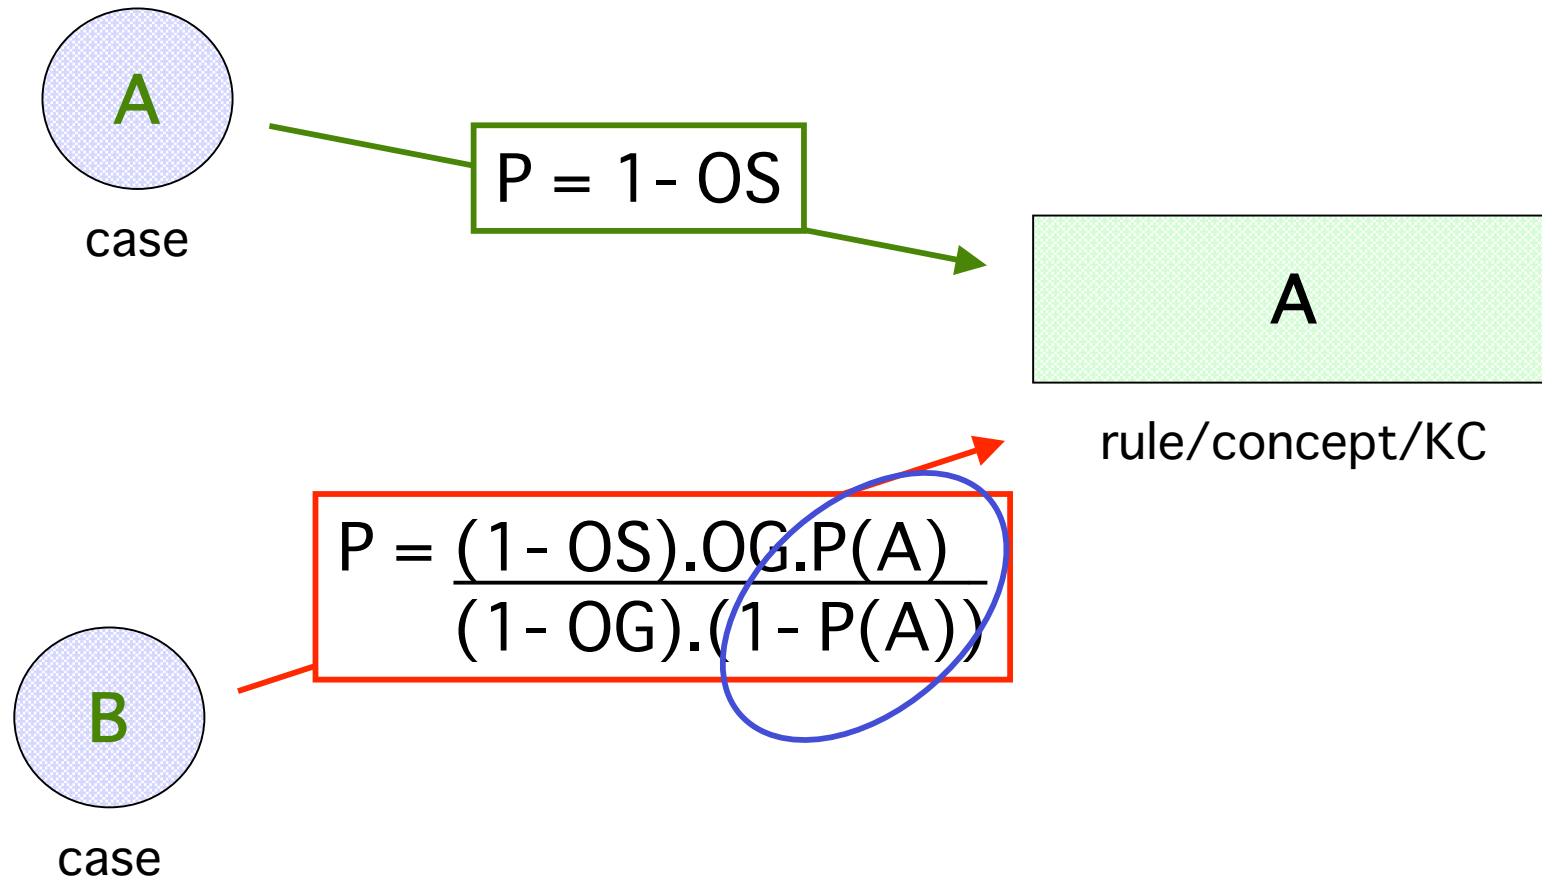 A
case
P = 1- OS
A
rule/concept/KC
P = (1- OS).OG.P(A)
(1- OG).(1- P(A))
B
case